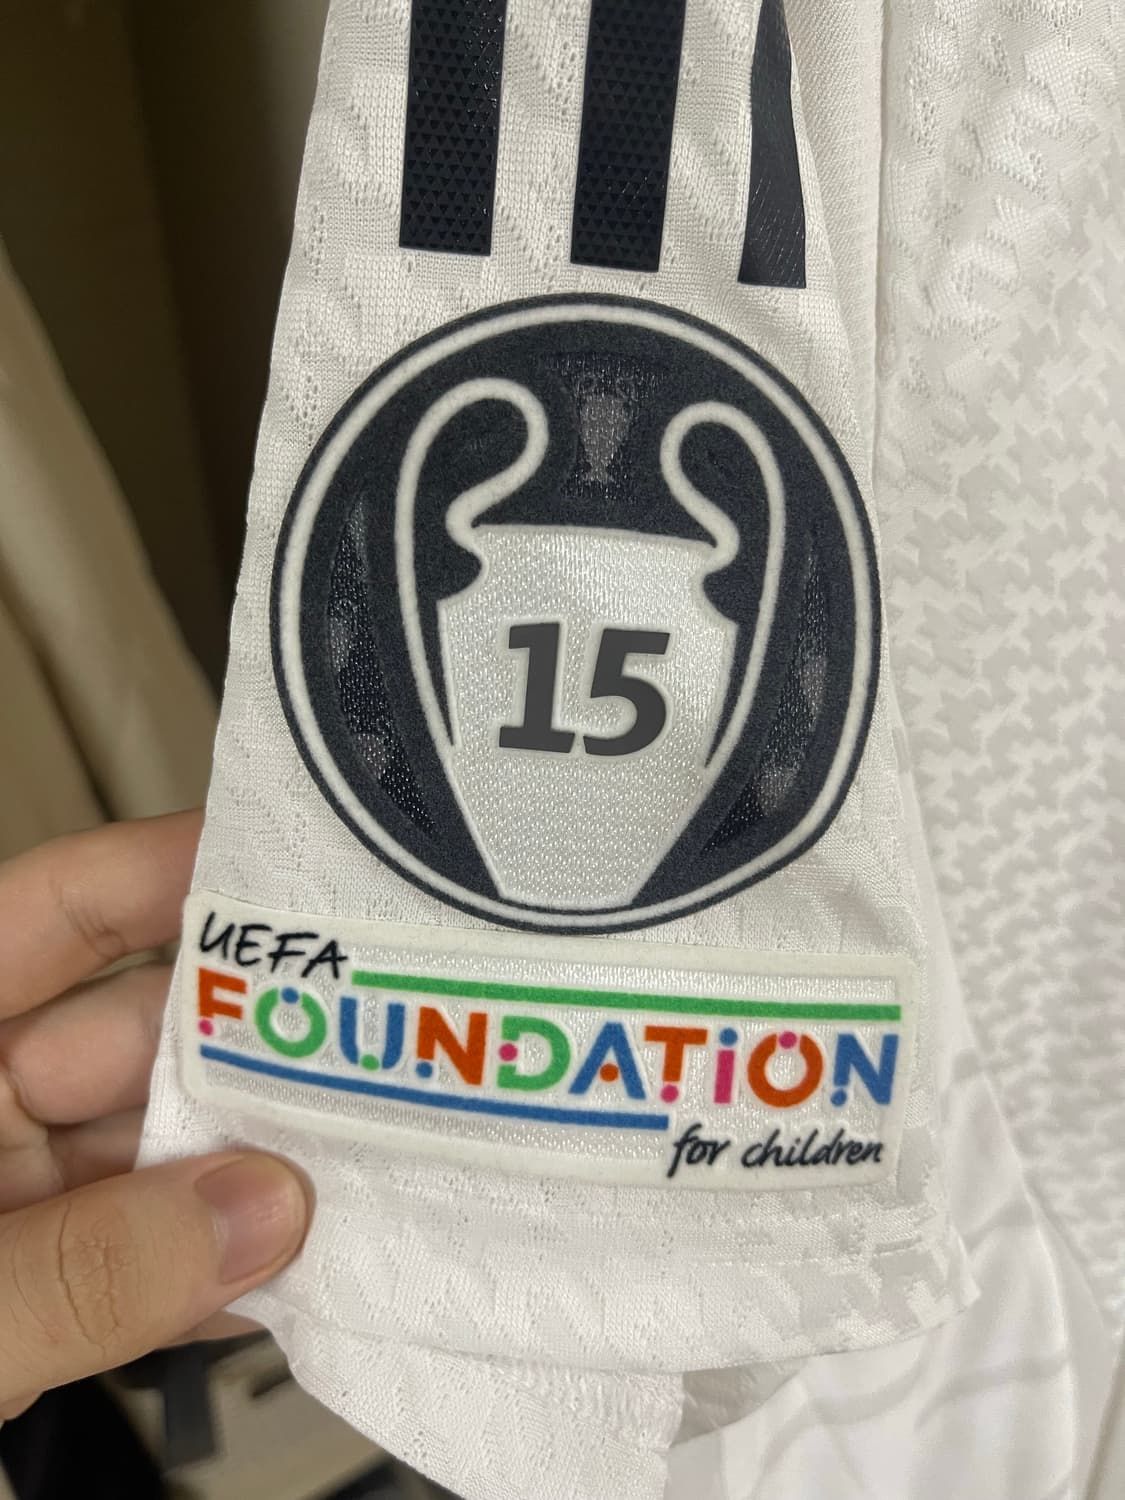 15
UEFA
FOUNDATION
for children